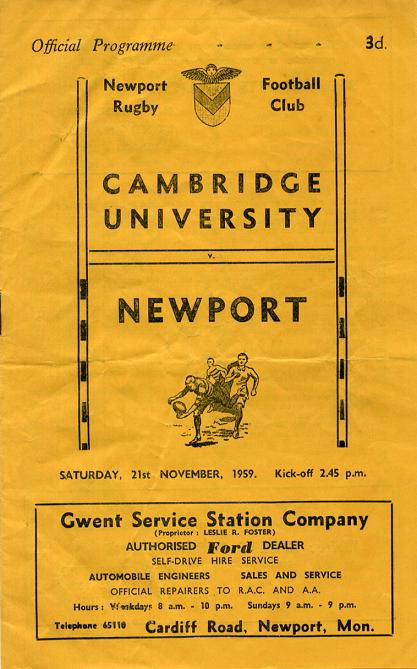 Official Programme - - - 3d.
Newport Football
Rugby Club
CAMBRIDGE
UNIVERSITY
v.
NEWPORT
SATURDAY, 21st NOVEMBER, 1959. Kick-off 2.45 p.m.
Gwent Service Station Company
(Proprietor : LESLIE R. FOSTER)
AUTHORISED Ford DEALER
SELF-DRIVE HIRE SERVICE
AUTOMOBILE ENGINEERS SALES AND SERVICE
OFFICIAL REPAIRERS TO R.A.C. AND A.A.
Hours : Weekdays 8 a.m. - 10 p.m. Sundays 9 a.m. - 9 p.m.
Telephone 65110 Cardiff Road, Newport, Mon.